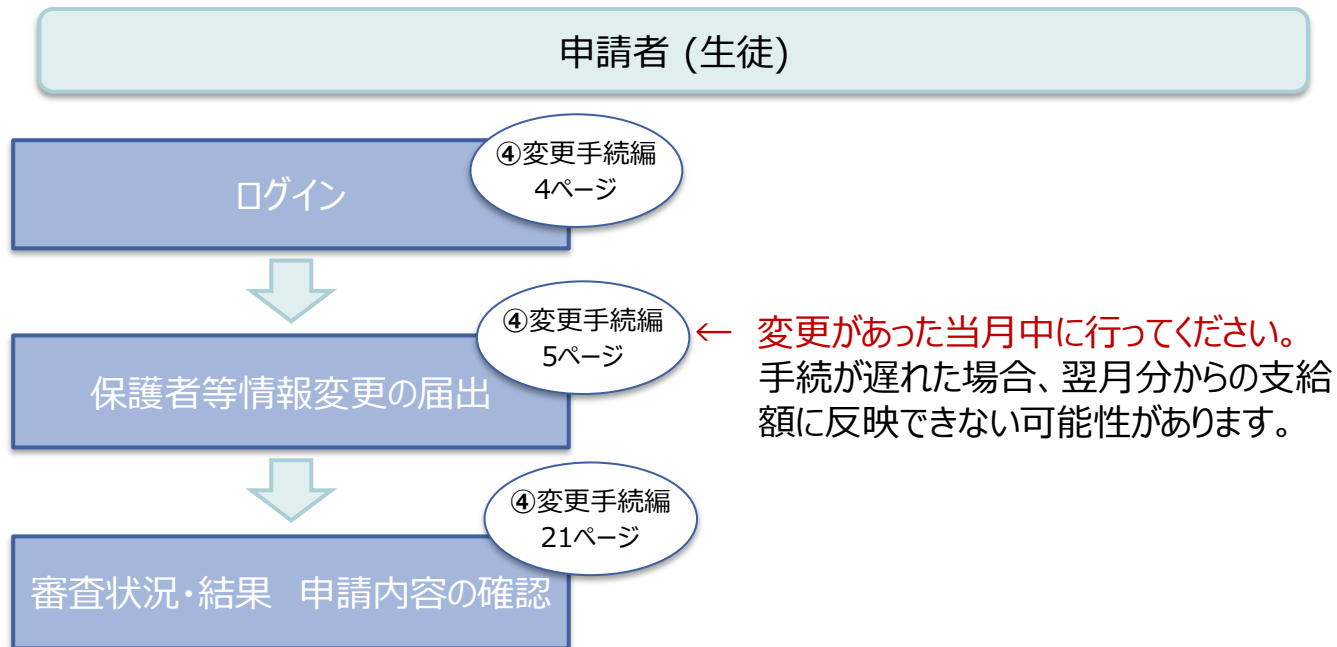 申請者 (生徒)
④変更手続編
4ページ
ログイン
④変更手続編
5ページ
保護者等情報変更の届出
← 変更があった当月中に行ってください。
手続が遅れた場合、翌月分からの支給
額に反映できない可能性があります。
④変更手続編
21ページ
審査状況・結果　申請内容の確認